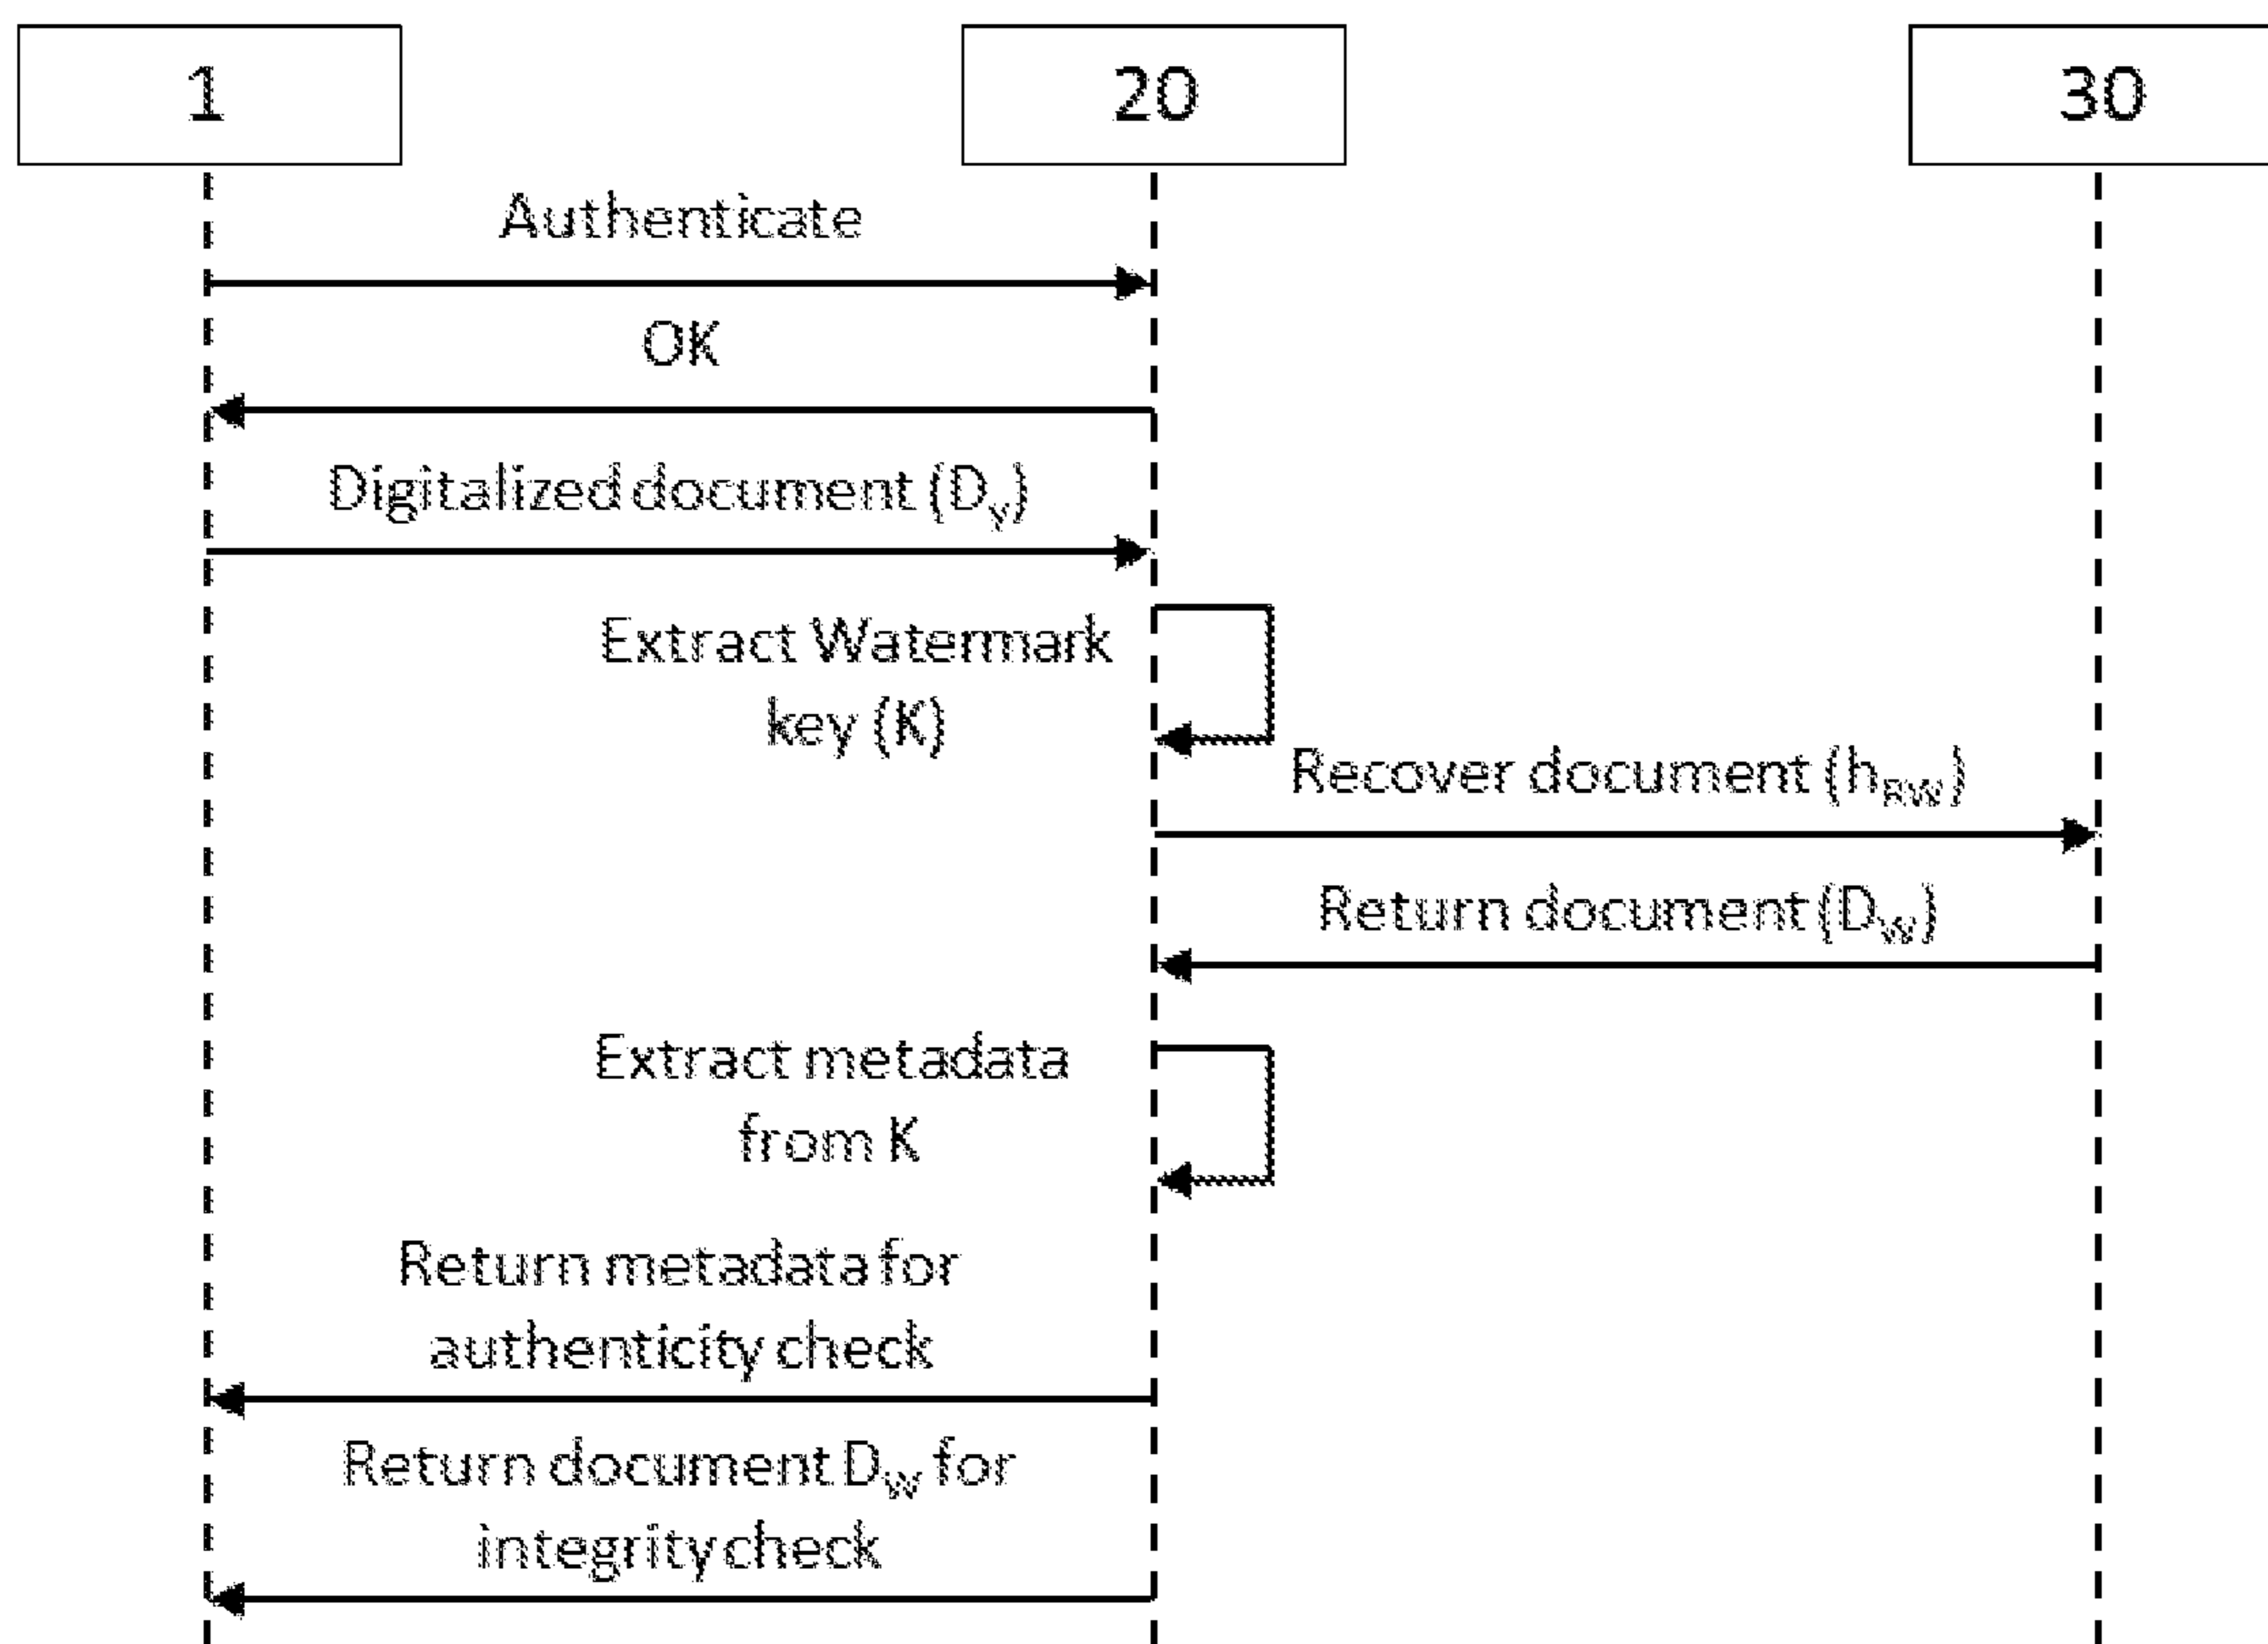 1
20
30
Authenticate
OK
Digitalized document (Dy)
Extract Watermark
key (K)
Recover document (hBW)
Return document (Dw)
Extract metadata
from K
Return metadata for
authenticity check
Return document Dw for
integrity check